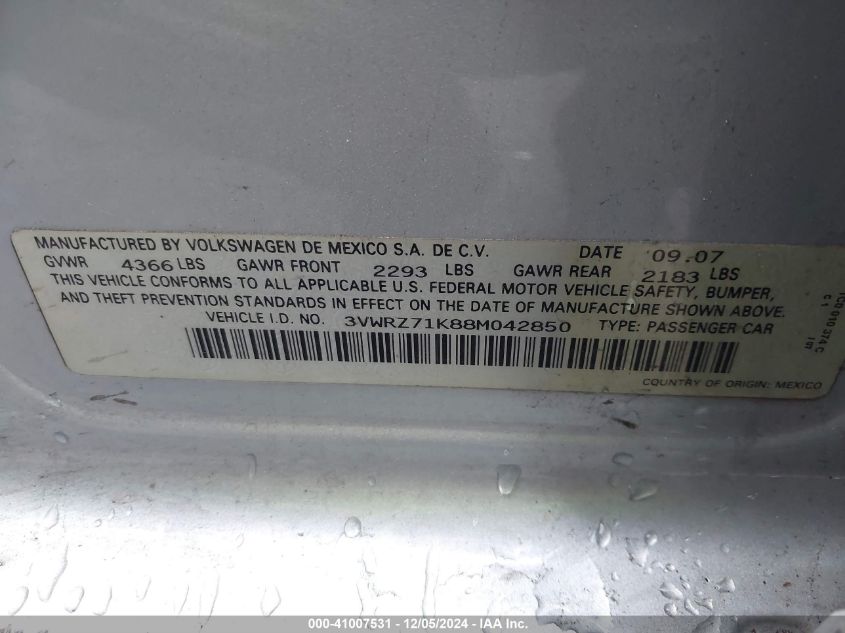 MANUFACTURED BY VOLKSWAGEN DE MEXICO S.A. DE C.V. DATE 09.07
GVWR 4366 LBS GAWR FRONT 2293 LBS GAWR REAR 2183 LBS
THIS VEHICLE CONFORMS TO ALL APPLICABLE U.S. FEDERAL MOTOR VEHICLE SAFETY, BUMPER,
AND THEFT PREVENTION STANDARDS IN EFFECT ON THE DATE OF MANUFACTURE SHOWN ABOVE.
VEHICLE I.D. NO. 3VWRZ71K88M042850 TYPE: PASSENGER CAR
COUNTRY OF ORIGIN: MEXICO
1C0 010 374 C
000-41007531 - 12/05/2024 - IAA Inc.